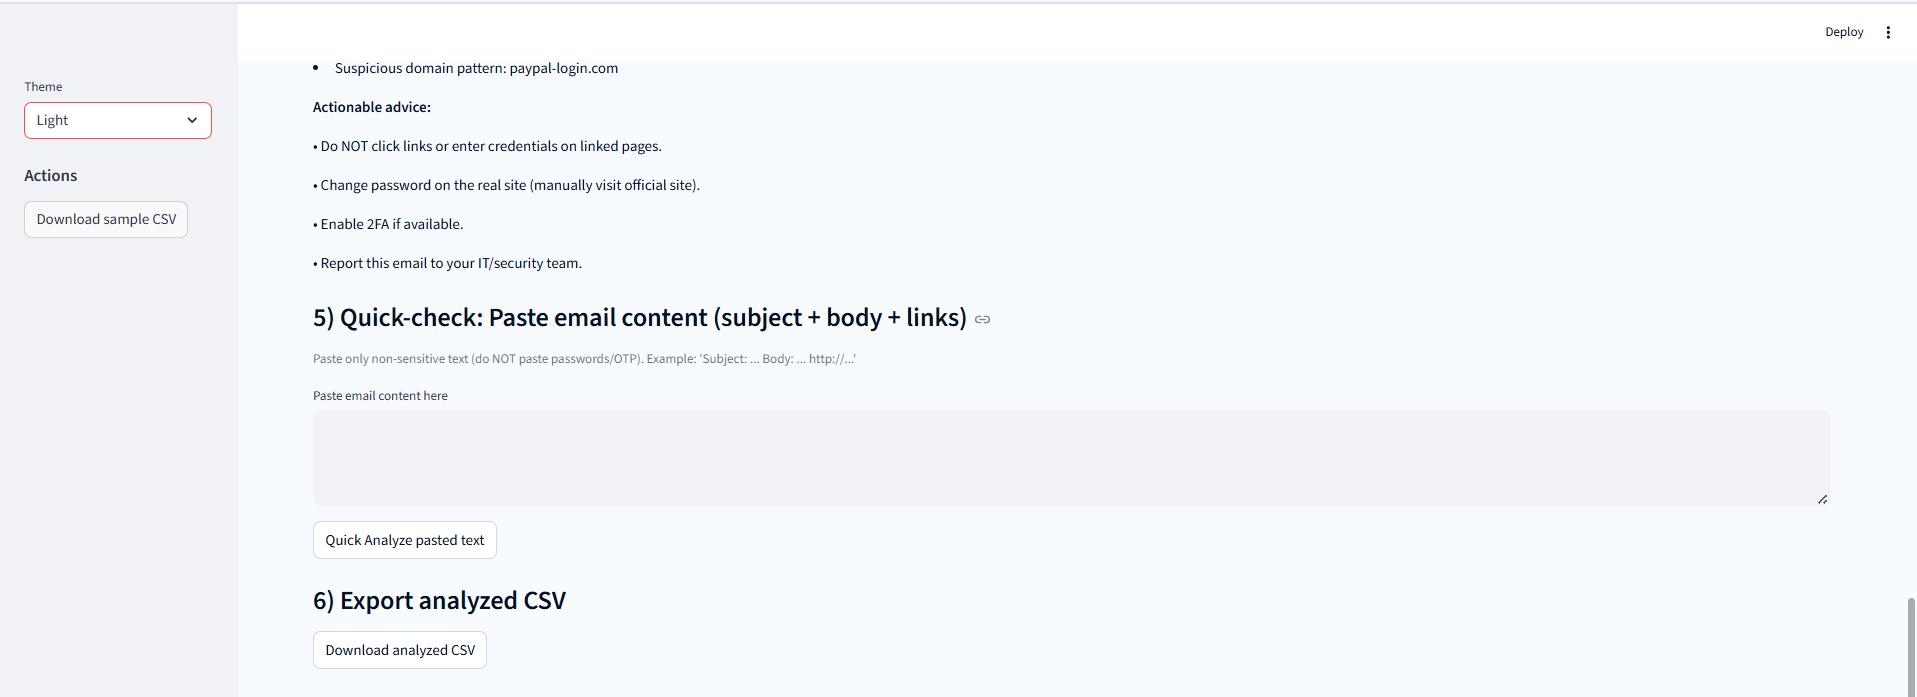 Deploy
Theme
Light
Actions
Download sample CSV
• Suspicious domain pattern: paypal-login.com
Actionable advice:
• Do NOT click links or enter credentials on linked pages.
• Change password on the real site (manually visit official site).
• Enable 2FA if available.
• Report this email to your IT/security team.
5) Quick-check: Paste email content (subject + body + links)
Paste only non-sensitive text (do NOT paste passwords/OTP). Example: 'Subject: ... Body: ... http://...'
Paste email content here
Quick Analyze pasted text
6) Export analyzed CSV
Download analyzed CSV